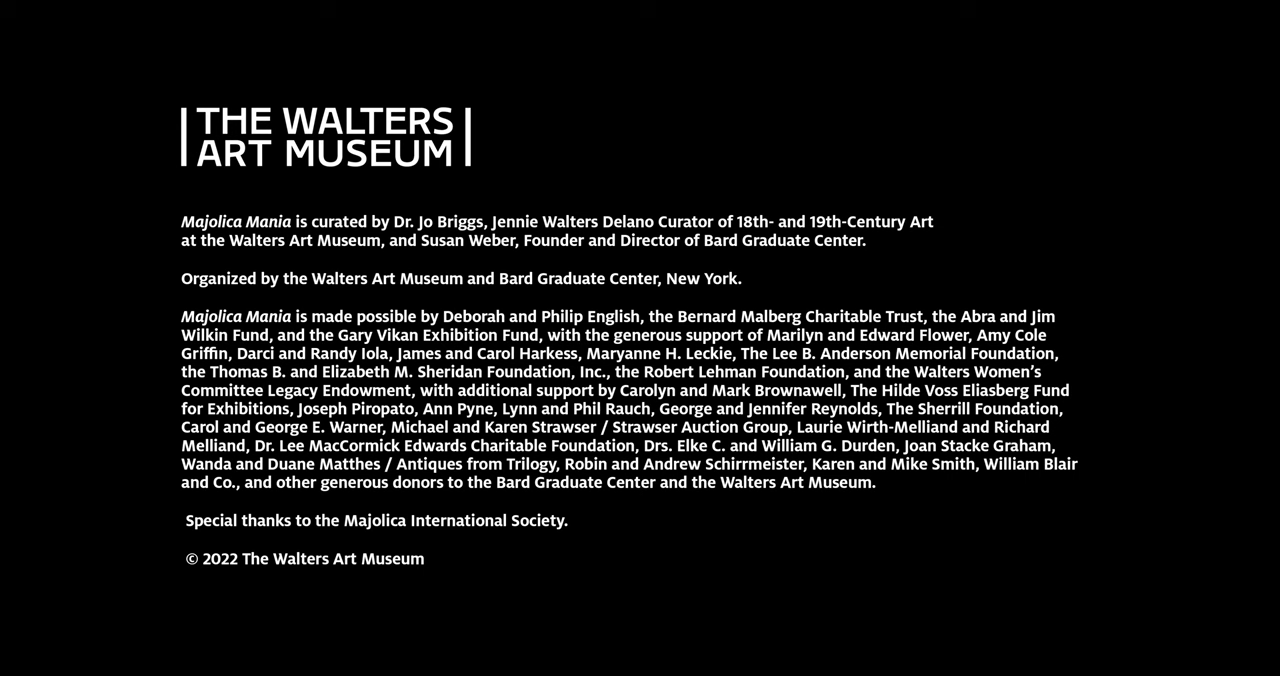 THE WALTERS
ART MUSEUM
Majolica Mania is curated by Dr. Jo Briggs, Jennie Walters Delano Curator of 18th- and 19th-Century Art
at the Walters Art Museum, and Susan Weber, Founder and Director of Bard Graduate Center.
Organized by the Walters Art Museum and Bard Graduate Center, New York.
Majolica Mania is made possible by Deborah and Philip English, the Bernard Malberg Charitable Trust, the Abra and Jim
Wilkin Fund, and the Gary Vikan Exhibition Fund, with the generous support of Marilyn and Edward Flower, Amy Cole
Griffin, Darci and Randy Iola, James and Carol Harkess, Maryanne H. Leckie, The Lee B. Anderson Memorial Foundation,
the Thomas B. and Elizabeth M. Sheridan Foundation, Inc., the Robert Lehman Foundation, and the Walters Women's
Committee Legacy Endowment, with additional support by Carolyn and Mark Brownawell, The Hilde Voss Eliasberg Fund
for Exhibitions, Joseph Piropato, Ann Pyne, Lynn and Phil Rauch, George and Jennifer Reynolds, The Sherrill Foundation,
Carol and George E. Warner, Michael and Karen Strawser / Strawser Auction Group, Laurie Wirth-Melliand and Richard
Melliand, Dr. Lee MacCormick Edwards Charitable Foundation, Drs. Elke C. and William G. Durden, Joan Stacke Graham,
Wanda and Duane Matthes / Antiques from Trilogy, Robin and Andrew Schirrmeister, Karen and Mike Smith, William Blair
and Co., and other generous donors to the Bard Graduate Center and the Walters Art Museum.
Special thanks to the Majolica International Society.
© 2022 The Walters Art Museum